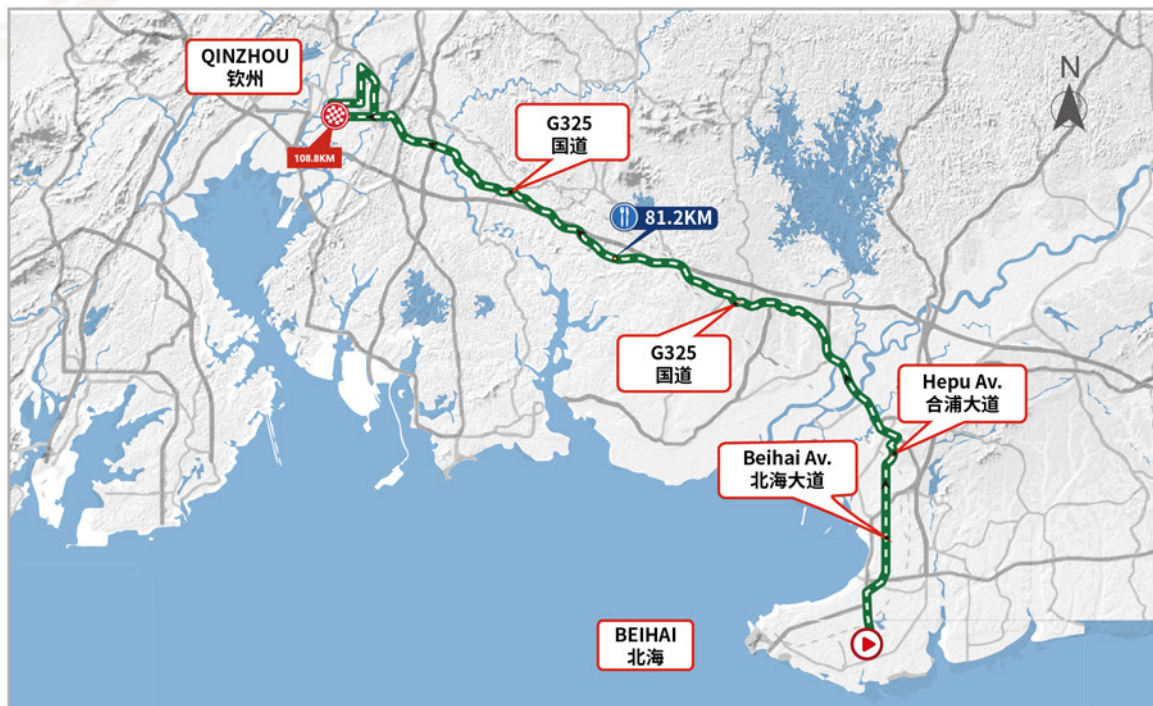 QINZHOU
钦州
N
G325
国道
108.8KM
81.2KM
G325
国道
Hepu Av.
合浦大道
Beihai Av.
北海大道
BEIHAI
北海